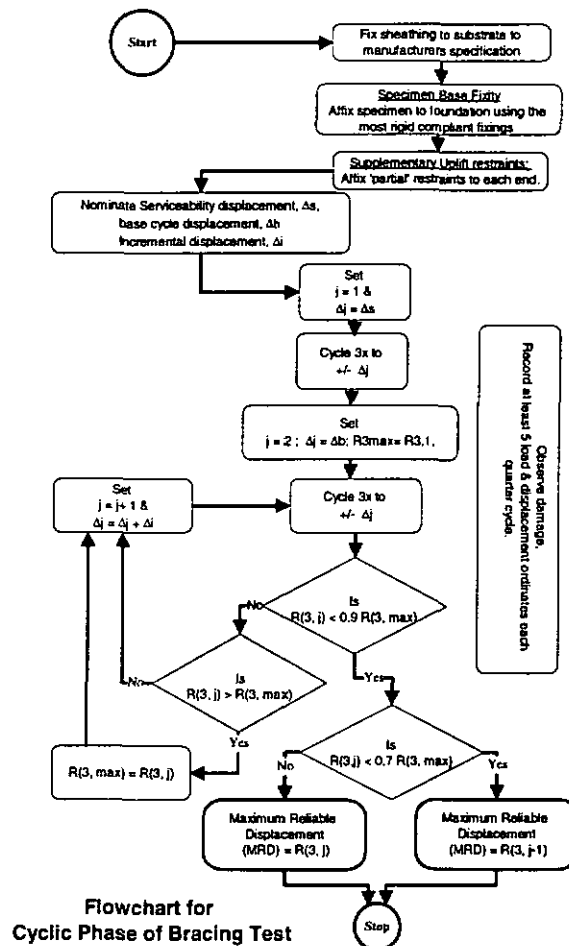 Start
Fix sheathing to substrate to
manufacturers specification
Specimen Base Fixity
Affix specimen to foundation using the
most rigid compliant fixings
Supplementary Uplift restraints:
Affix 'partial' restraints to each end.
Nominate Serviceability displacement, Δs,
base cycle displacement, Δb
Incremental displacement, Δi
Set
j = 1 &
Δj = Δs
Cycle 3x to
+/- Δj
Set
j = 2 ; Δj = Δb; R3max= R3,1,
Set
j = j+ 1 &
Δj = Δj + Δi
Cycle 3x to
+/- Δj
Observe damage,
Record at least 5 load & displacement ordinates each
quarter cycle.
Is
R(3, j) < 0.9 R(3, max)
No
Yes
Is
R(3, j) > R(3, max)
No
Yes
R(3, max) = R(3, j)
Is
R(3,j) < 0.7 R(3, max)
No
Yes
Maximum Reliable
Displacement
(MRD) = R(3, j)
Maximum Reliable
Displacement
(MRD) = R(3, j-1)
Stop
Flowchart for
Cyclic Phase of Bracing Test